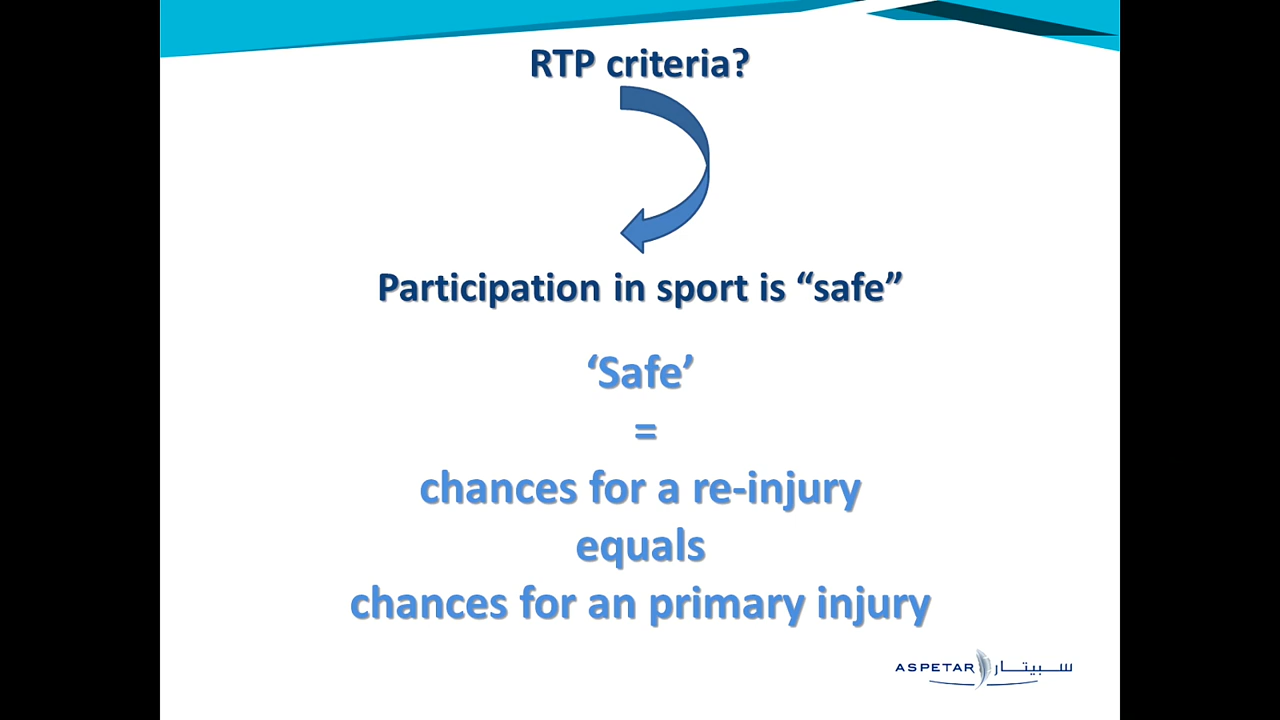 RTP criteria?
Participation in sport is “safe”
‘Safe’
=
chances for a re-injury
equals
chances for an primary injury
ASPETAR سبيتار